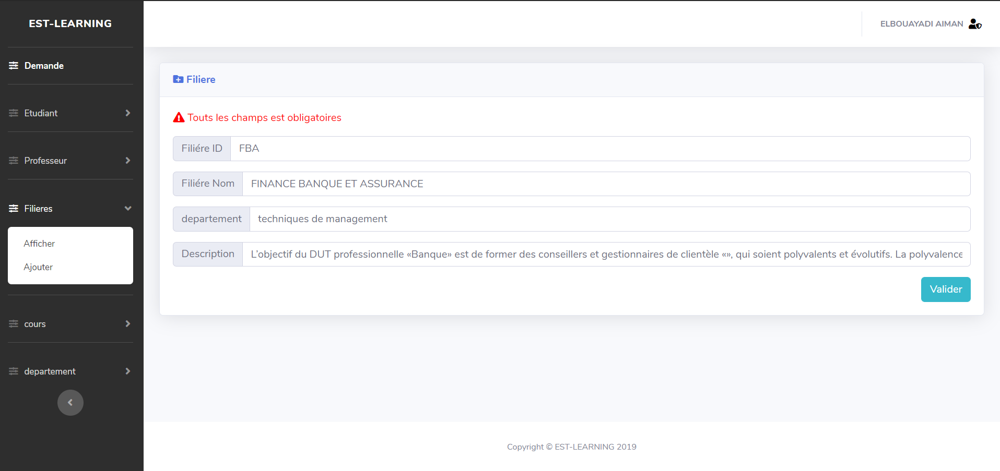 EST-LEARNING
ELBOUAYADI AIMAN
Demande
Etudiant
Professeur
Filieres
Afficher
Ajouter
cours
departement
Filiere
Touts les champs est obligatoires
Filiére ID FBA
Filiére Nom FINANCE BANQUE ET ASSURANCE
departement techniques de management
Description L’objectif du DUT professionnelle «Banque» est de former des conseillers et gestionnaires de clientèle «», qui soient polyvalents et évolutifs. La polyvalence
Valider
Copyright © EST-LEARNING 2019